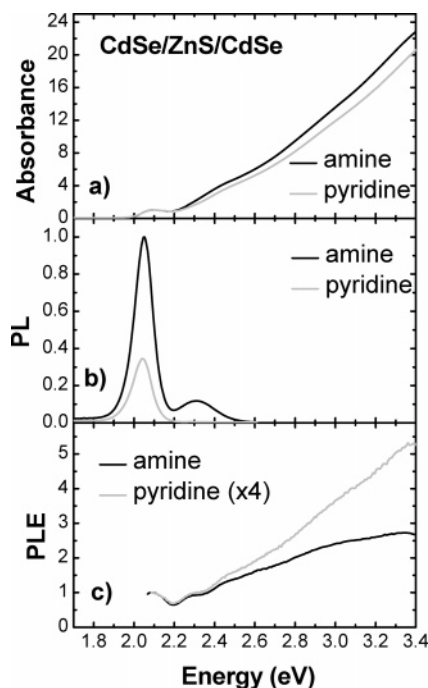 24
20
16
12
8
4
0
Absorbance
CdSe/ZnS/CdSe
amine
pyridine
a)
1.0
0.8
0.6
0.4
0.2
0.0
PL
amine
pyridine
b)
5
4
3
2
1
0
PLE
amine
pyridine (x4)
c)
1.8 2.0 2.2 2.4 2.6 2.8 3.0 3.2 3.4
Energy (eV)